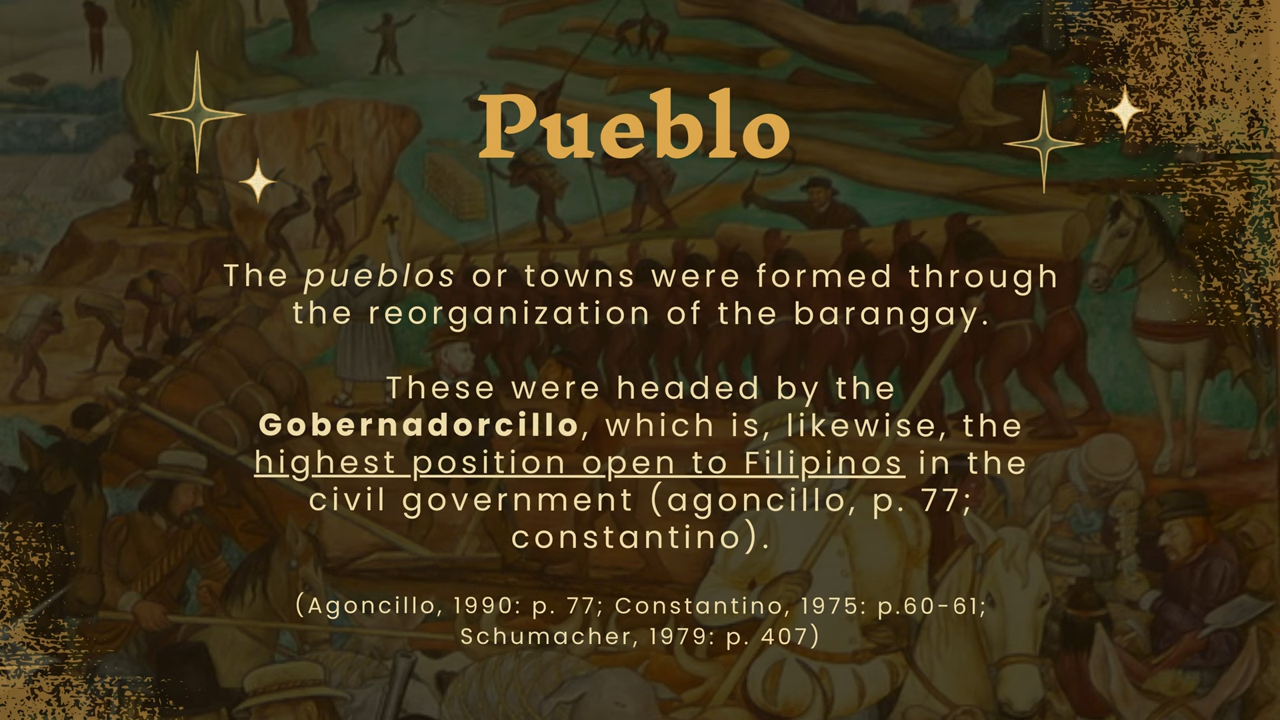 Pueblo
The pueblos or towns were formed through
the reorganization of the barangay.
These were headed by the
Gobernadorcillo, which is, likewise, the
highest position open to Filipinos in the
civil government (agoncillo, p. 77;
constantino).
(Agoncillo, 1990: p. 77; Constantino, 1975: p.60-61;
Schumacher, 1979: p. 407)